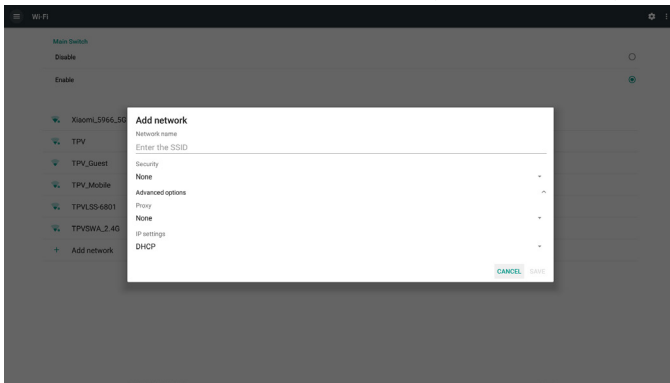 Wi-Fi
Main Switch
Disable
Enable
Xiaomi_5966_5G
TPV
TPV_Guest
TPV_Mobile
TPVLSS-6801
TPVSWA_2.4G
Add network
Add network
Network name
Enter the SSID
Security
None
Advanced options
Proxy
None
IP settings
DHCP
CANCEL SAVE